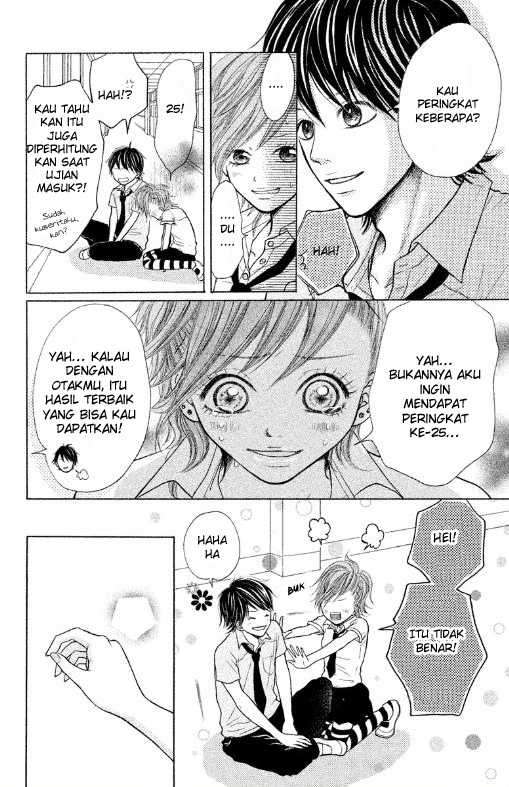 KAU
PERINGKAT
KEBERAPA?
HAH!
....
....
DU
....
25!
HAH!?
KAU TAHU
KAN ITU
JUGA
DIPERHITUNG
KAN SAAT
UJIAN
MASUK?!
Sudah
kuberitahu,
kan?
YAH...
BUKANNYA AKU
INGIN
MENDAPAT
PERINGKAT
KE-25...
YAH... KALAU
DENGAN
OTAKMU, ITU
HASIL TERBAIK
YANG BISA KAU
DAPATKAN!
HEI!
ITU TIDAK
BENAR!
HAHA
HA
BUK